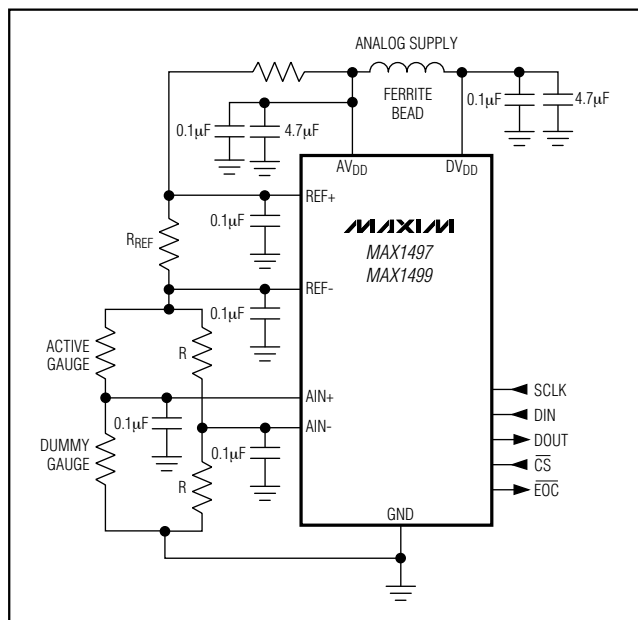 ANALOG SUPPLY
FERRITE
BEAD
0.1µF
4.7µF
0.1µF
4.7µF
AVDD
DVDD
REF+
0.1µF
MAXIM
MAX1497
MAX1499
RREF
REF-
0.1µF
ACTIVE
GAUGE
R
AIN+
0.1µF
AIN-
DUMMY
GAUGE
R
0.1µF
SCLK
DIN
DOUT
C̅S̅
E̅O̅C̅
GND